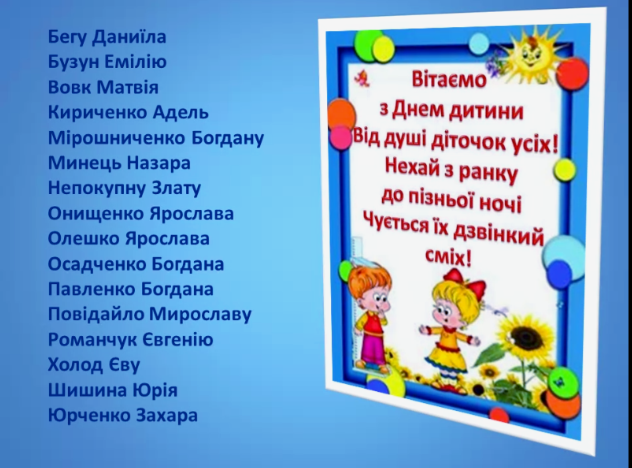 Бегу Даниїла
Бузун Емілію
Вовк Матвія
Кириченко Адель
Мірошниченко Богдану
Минець Назара
Непокупну Злату
Онищенко Ярослава
Олешко Ярослава
Осадченко Богдана
Павленко Богдана
Повідайло Мирославу
Романчук Євгенію
Холод Єву
Шишина Юрія
Юрченко Захара
Вітаємо
з Днем дитини
Від душі діточок усіх!
Нехай з ранку
до пізньої ночі
Чується їх дзвінкий
сміх!